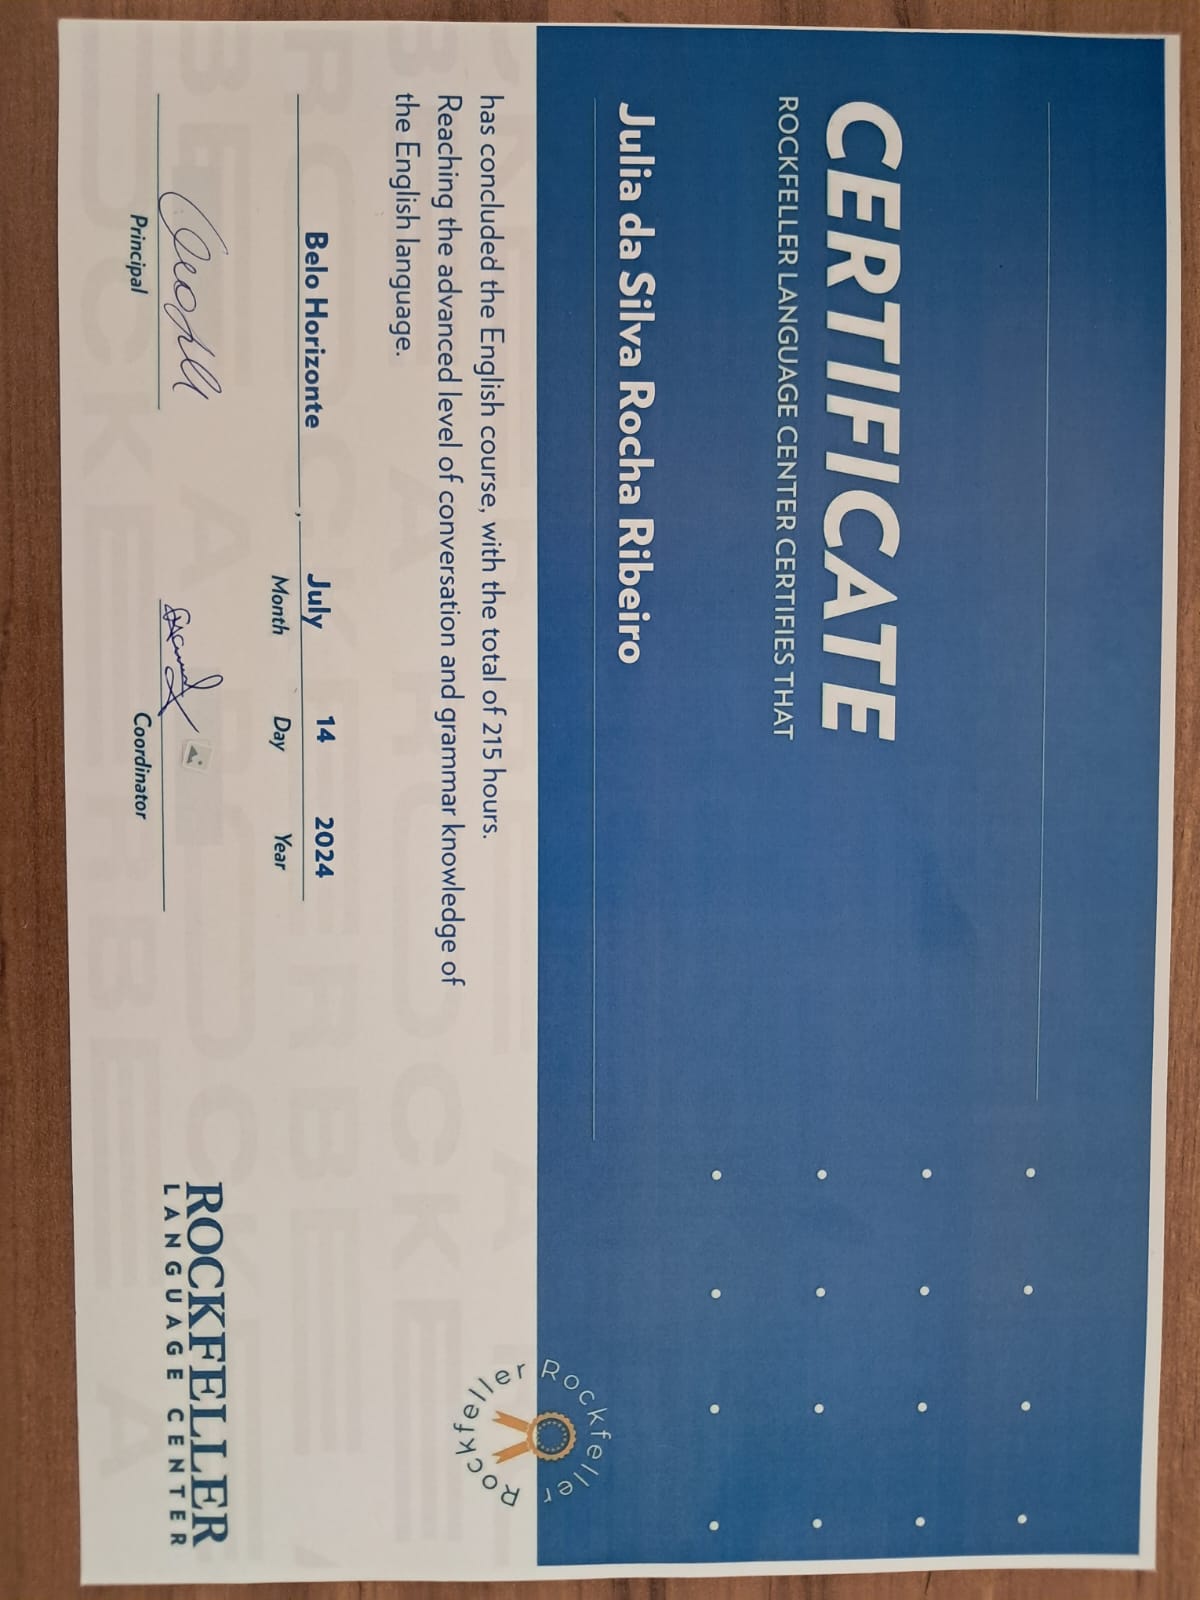 CERTIFICATE
ROCKFELLER LANGUAGE CENTER CERTIFIES THAT
Julia da Silva Rocha Ribeiro
has concluded the English course, with the total of 215 hours.
Reaching the advanced level of conversation and grammar knowledge of
the English language.
Belo Horizonte , July 14 2024
Month Day Year
Principal
Coordinator
Rockfeller Rockfeller
ROCKFELLER
LANGUAGE CENTER